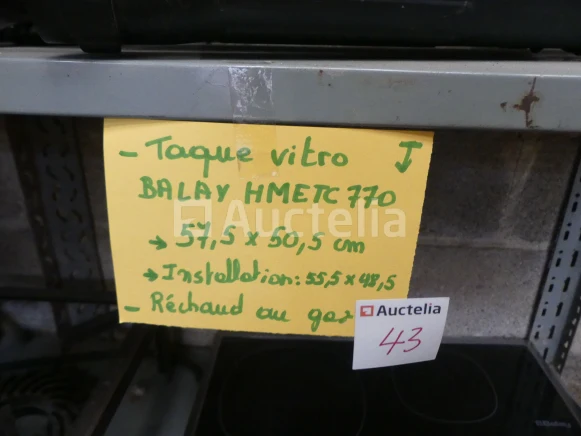 - Taque vitro ↓
BALAY HMETC 770
→ 57,5 x 50,5 cm
→ Installation: 55,5 x 48,5
- Réchaud au gaz
Auctelia
43
Auctelia